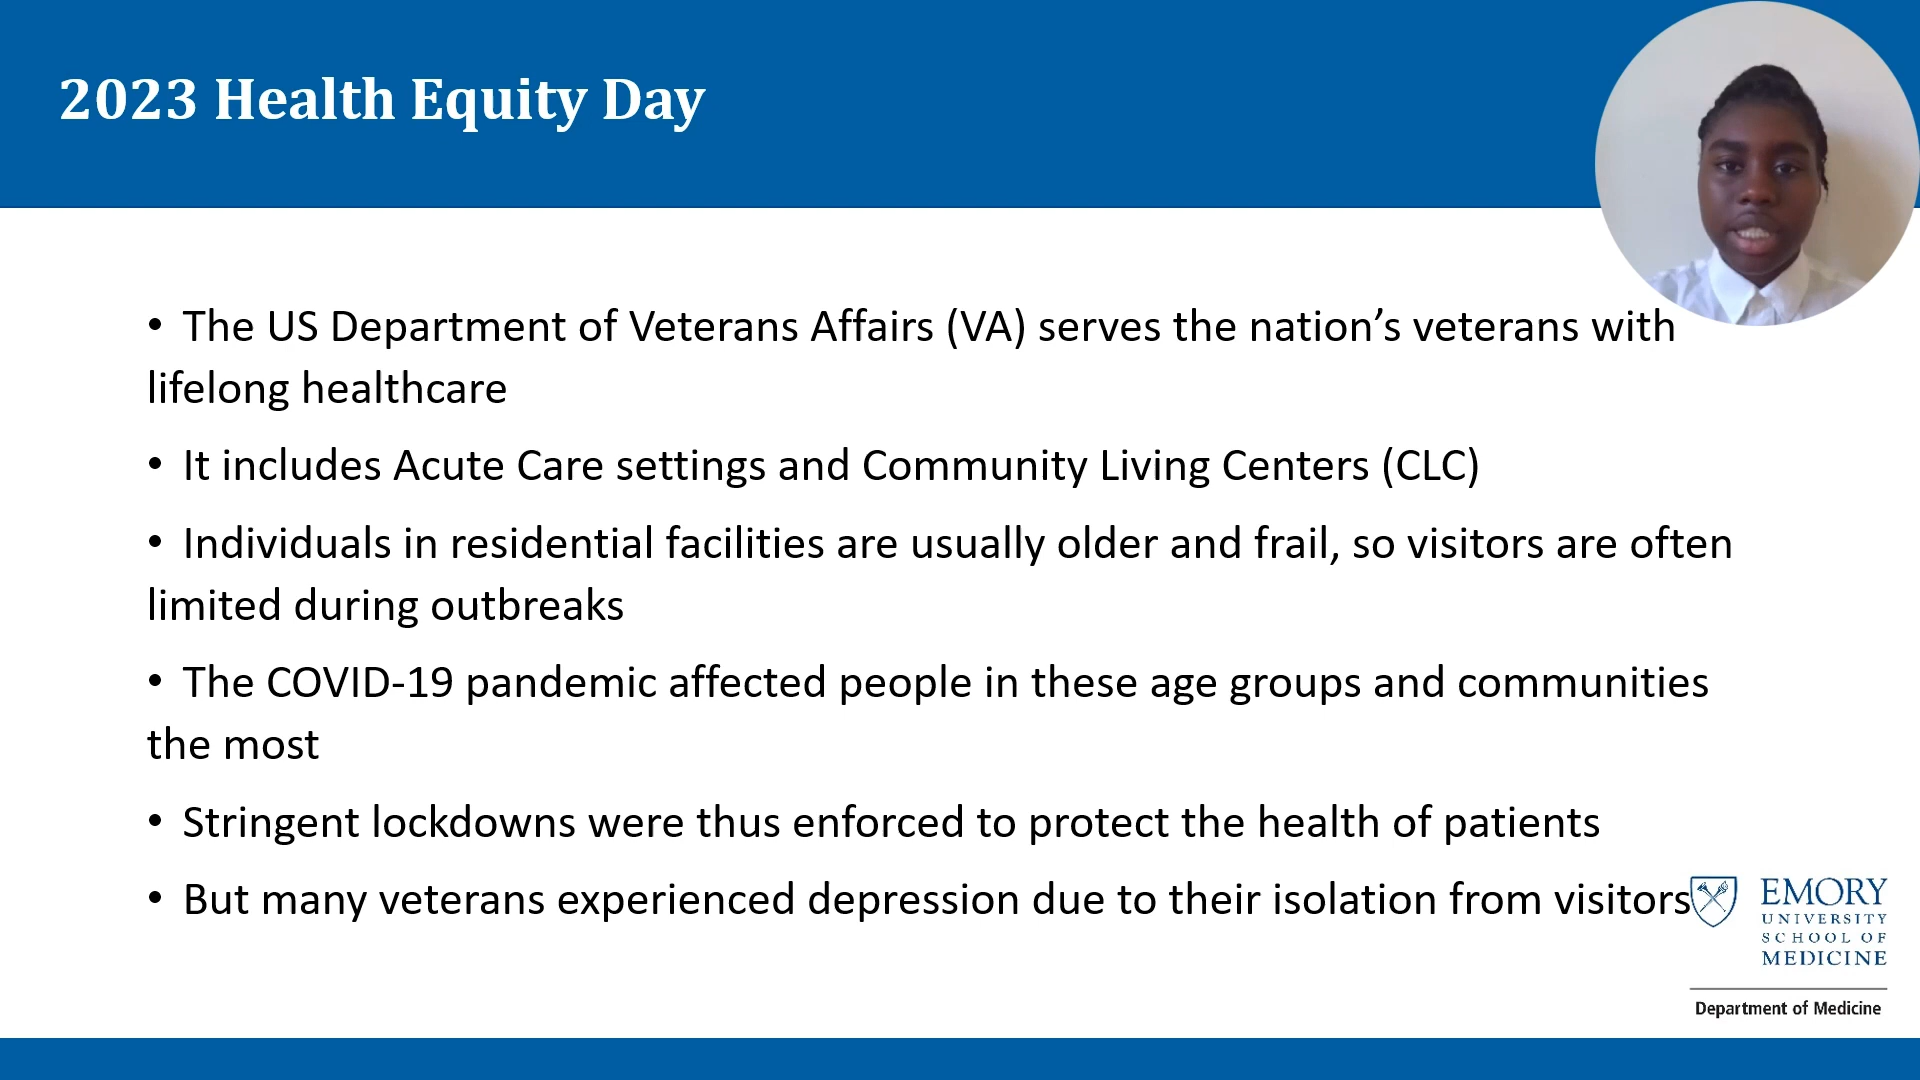 2023 Health Equity Day
• The US Department of Veterans Affairs (VA) serves the nation’s veterans with
lifelong healthcare
• It includes Acute Care settings and Community Living Centers (CLC)
• Individuals in residential facilities are usually older and frail, so visitors are often
limited during outbreaks
• The COVID-19 pandemic affected people in these age groups and communities
the most
• Stringent lockdowns were thus enforced to protect the health of patients
• But many veterans experienced depression due to their isolation from visitors
EMORY
UNIVERSITY
SCHOOL OF
MEDICINE
Department of Medicine